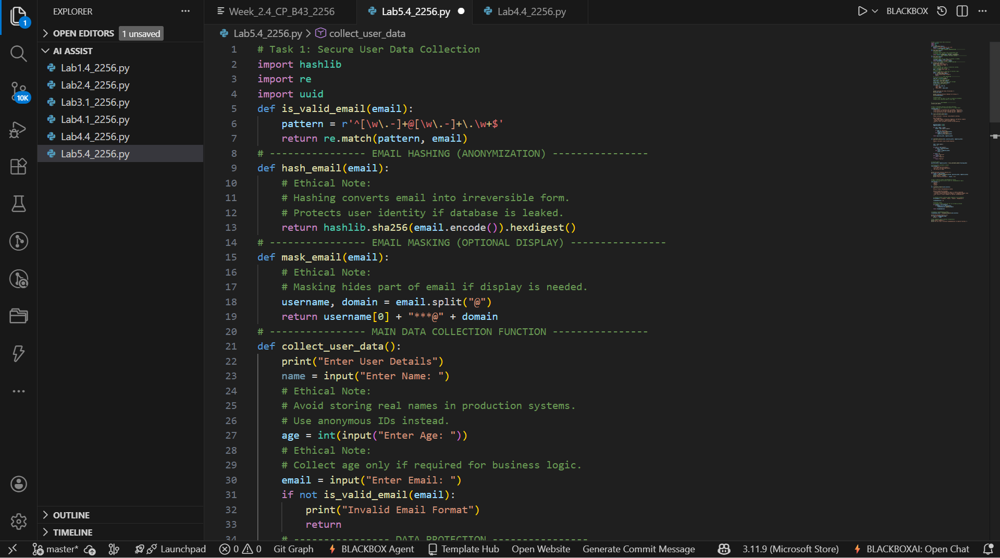 EXPLORER
OPEN EDITORS 1 unsaved
AI ASSIST
Lab1.4_2256.py
Lab2.4_2256.py
Lab3.1_2256.py
Lab4.1_2256.py
Lab4.4_2256.py
Lab5.4_2256.py
OUTLINE
TIMELINE
1
10K
Week_2.4_CP_B43_2256
Lab5.4_2256.py
Lab4.4_2256.py
BLACKBOX
Lab5.4_2256.py > collect_user_data
1 # Task 1: Secure User Data Collection
2 import hashlib
3 import re
4 import uuid
5 def is_valid_email(email):
6     pattern = r'^[\w\.-]+@[\w\.-]+\.\w+$'
7     return re.match(pattern, email)
8 # ---------------- EMAIL HASHING (ANONYMIZATION) ----------------
9 def hash_email(email):
10     # Ethical Note:
11     # Hashing converts email into irreversible form.
12     # Protects user identity if database is leaked.
13     return hashlib.sha256(email.encode()).hexdigest()
14 # ---------------- EMAIL MASKING (OPTIONAL DISPLAY) ----------------
15 def mask_email(email):
16     # Ethical Note:
17     # Masking hides part of email if display is needed.
18     username, domain = email.split("@")
19     return username[0] + "***@" + domain
20 # ---------------- MAIN DATA COLLECTION FUNCTION ----------------
21 def collect_user_data():
22     print("Enter User Details")
23     name = input("Enter Name: ")
24     # Ethical Note:
25     # Avoid storing real names in production systems.
26     # Use anonymous IDs instead.
27     age = int(input("Enter Age: "))
28     # Ethical Note:
29     # Collect age only if required for business logic.
30     email = input("Enter Email: ")
31     if not is_valid_email(email):
32         print("Invalid Email Format")
33         return
34     # ---------------- DATA PROTECTION ----------------
master* Launchpad 0 0 Git Graph BLACKBOX Agent Template Hub Open Website Generate Commit Message 3.11.9 (Microsoft Store) BLACKBOXAI: Open Chat